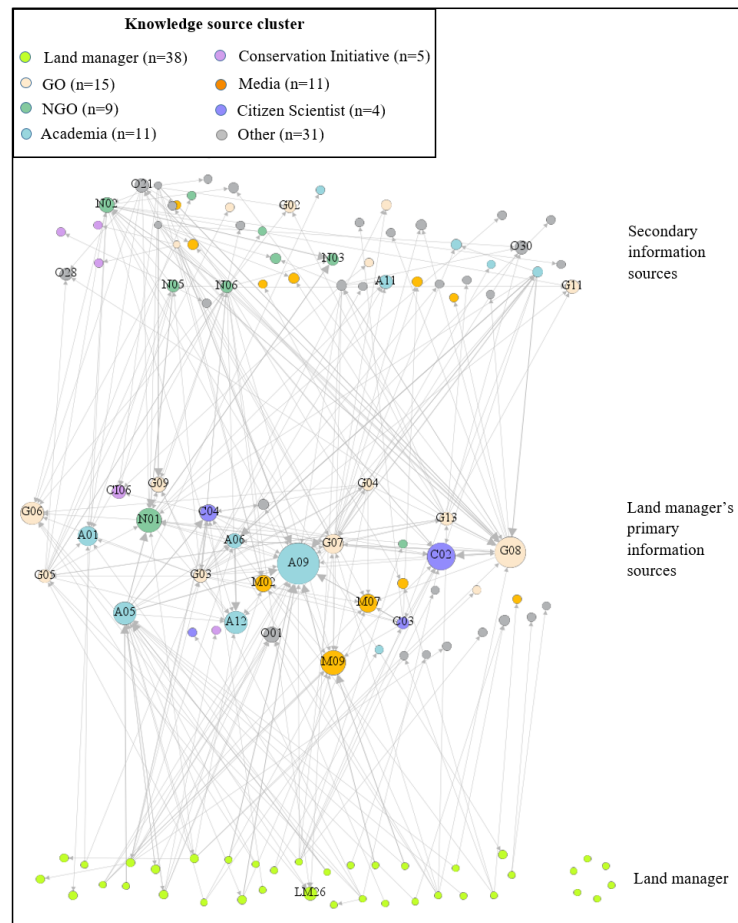 Knowledge source cluster
Land manager (n=38)
Conservation Initiative (n=5)
GO (n=15)
Media (n=11)
NGO (n=9)
Citizen Scientist (n=4)
Academia (n=11)
Other (n=31)
O21
N02
G02
Secondary
information
sources
O30
N03
O28
A11
N05
N06
G11
G09
G04
CI06
G06
C04
N01
G13
Land manager's
primary
information
sources
A01
A06
G07
C02
G08
A09
G05
G03
M02
M07
A05
A12
C03
O01
M09
Land manager
LM26